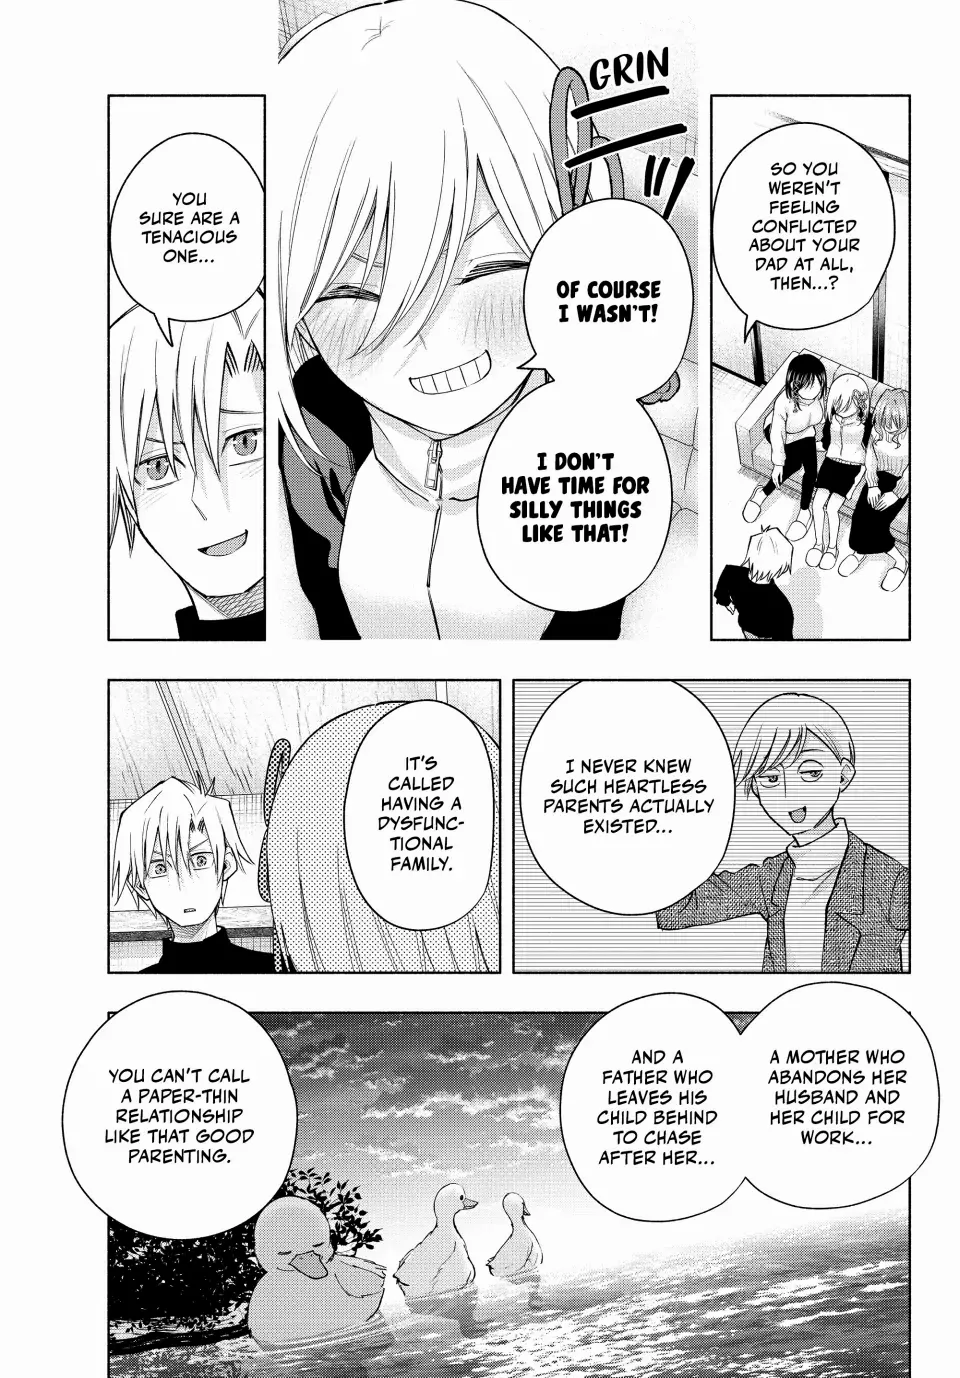 SO YOU
WEREN'T
FEELING
CONFLICTED
ABOUT YOUR
DAD AT ALL,
THEN...?
GRIN
OF COURSE
I WASN'T!
I DON'T
HAVE TIME FOR
SILLY THINGS
LIKE THAT!
YOU
SURE ARE A
TENACIOUS
ONE...
I NEVER KNEW
SUCH HEARTLESS
PARENTS ACTUALLY
EXISTED...
IT'S
CALLED
HAVING A
DYSFUNC-
TIONAL
FAMILY.
A MOTHER WHO
ABANDONS HER
HUSBAND AND
HER CHILD FOR
WORK...
AND A
FATHER WHO
LEAVES HIS
CHILD BEHIND
TO CHASE
AFTER HER...
YOU CAN'T CALL
A PAPER-THIN
RELATIONSHIP
LIKE THAT GOOD
PARENTING.